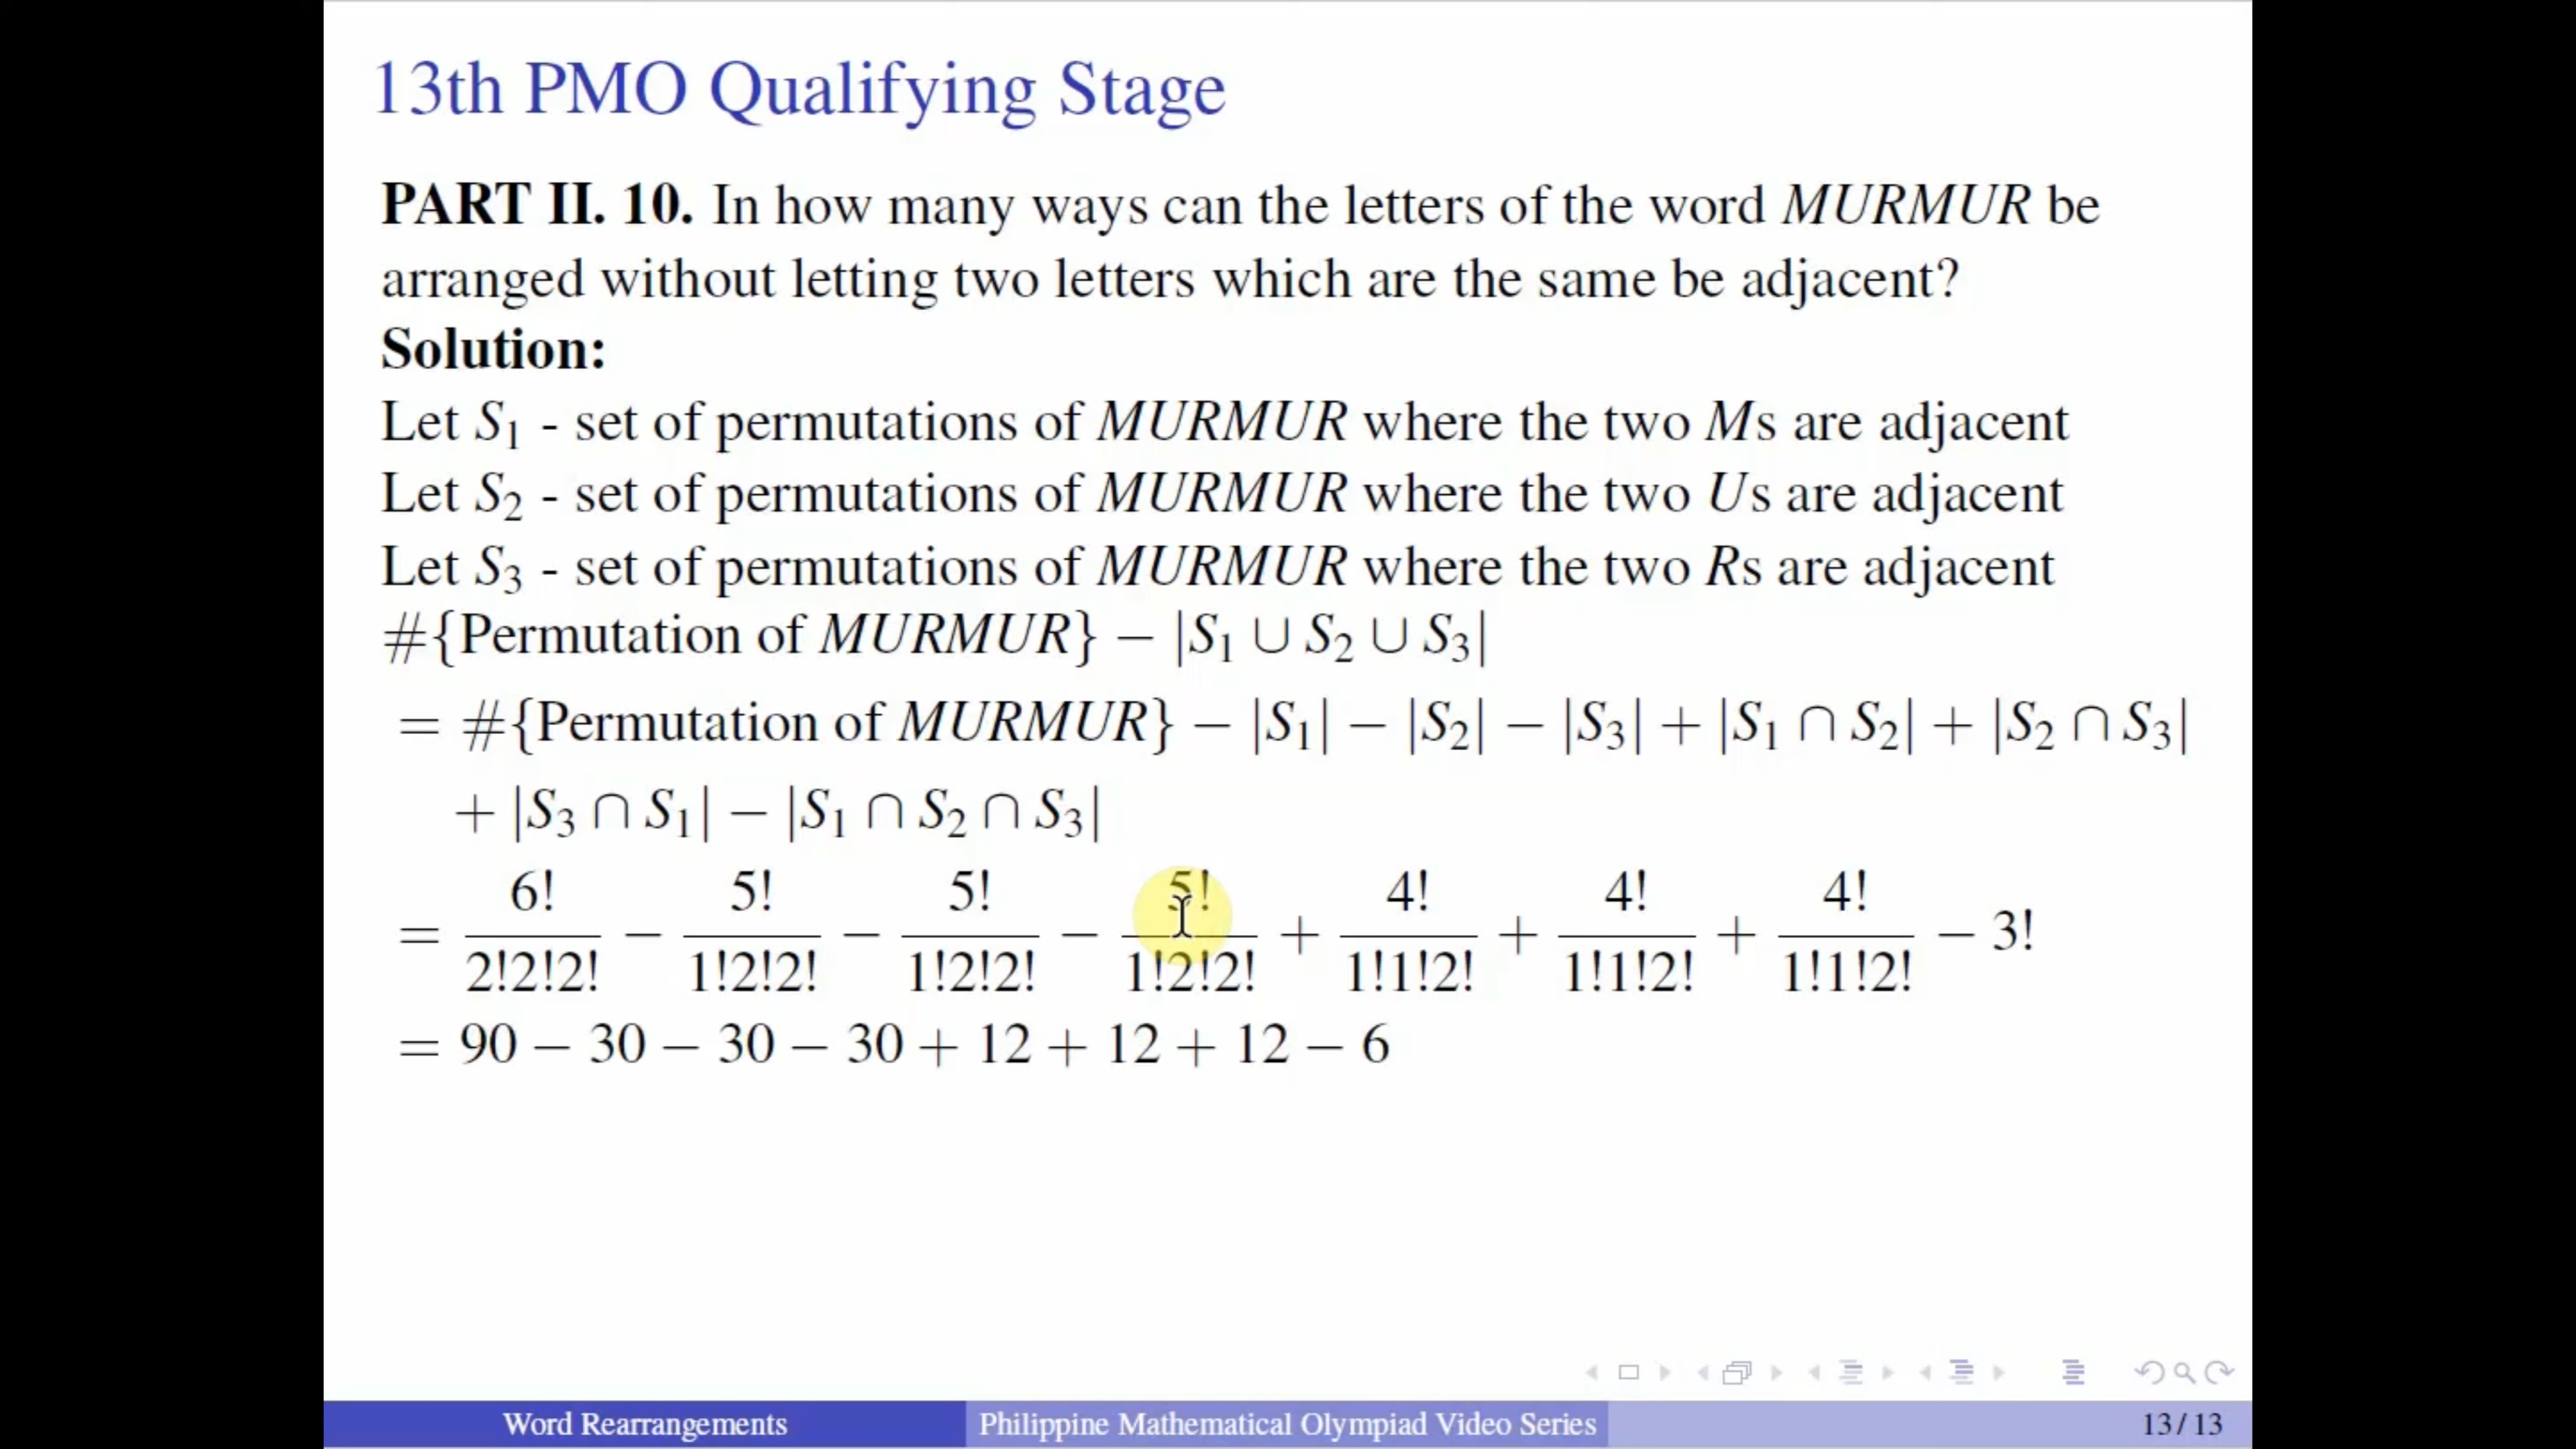 13th PMO Qualifying Stage
PART II. 10. In how many ways can the letters of the word MURMUR be
arranged without letting two letters which are the same be adjacent?
Solution:
Let S₁ - set of permutations of MURMUR where the two Ms are adjacent
Let S₂ - set of permutations of MURMUR where the two Us are adjacent
Let S₃ - set of permutations of MURMUR where the two Rs are adjacent
#{Permutation of MURMUR} − |S₁ ∪ S₂ ∪ S₃|
= #{Permutation of MURMUR} − |S₁| − |S₂| − |S₃| + |S₁ ∩ S₂| + |S₂ ∩ S₃|
+ |S₃ ∩ S₁| − |S₁ ∩ S₂ ∩ S₃|
= 6!/2!2!2! − 5!/1!2!2! − 5!/1!2!2! − 5!/1!2!2! + 4!/1!1!2! + 4!/1!1!2! + 4!/1!1!2! − 3!
= 90 − 30 − 30 − 30 + 12 + 12 + 12 − 6
Word Rearrangements Philippine Mathematical Olympiad Video Series 13 / 13